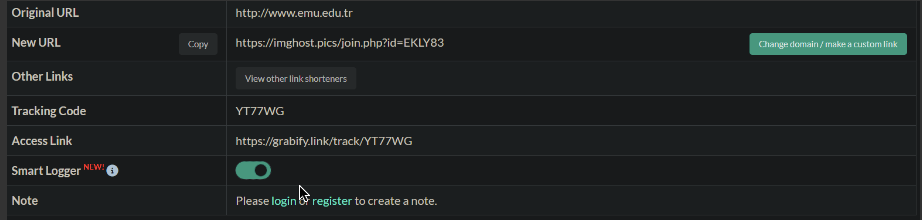 Original URL http://www.emu.edu.tr
New URL Copy https://imghost.pics/join.php?id=EKLY83 Change domain / make a custom link
Other Links View other link shorteners
Tracking Code YT77WG
Access Link https://grabify.link/track/YT77WG
Smart Logger NEW! i
Note Please login or register to create a note.